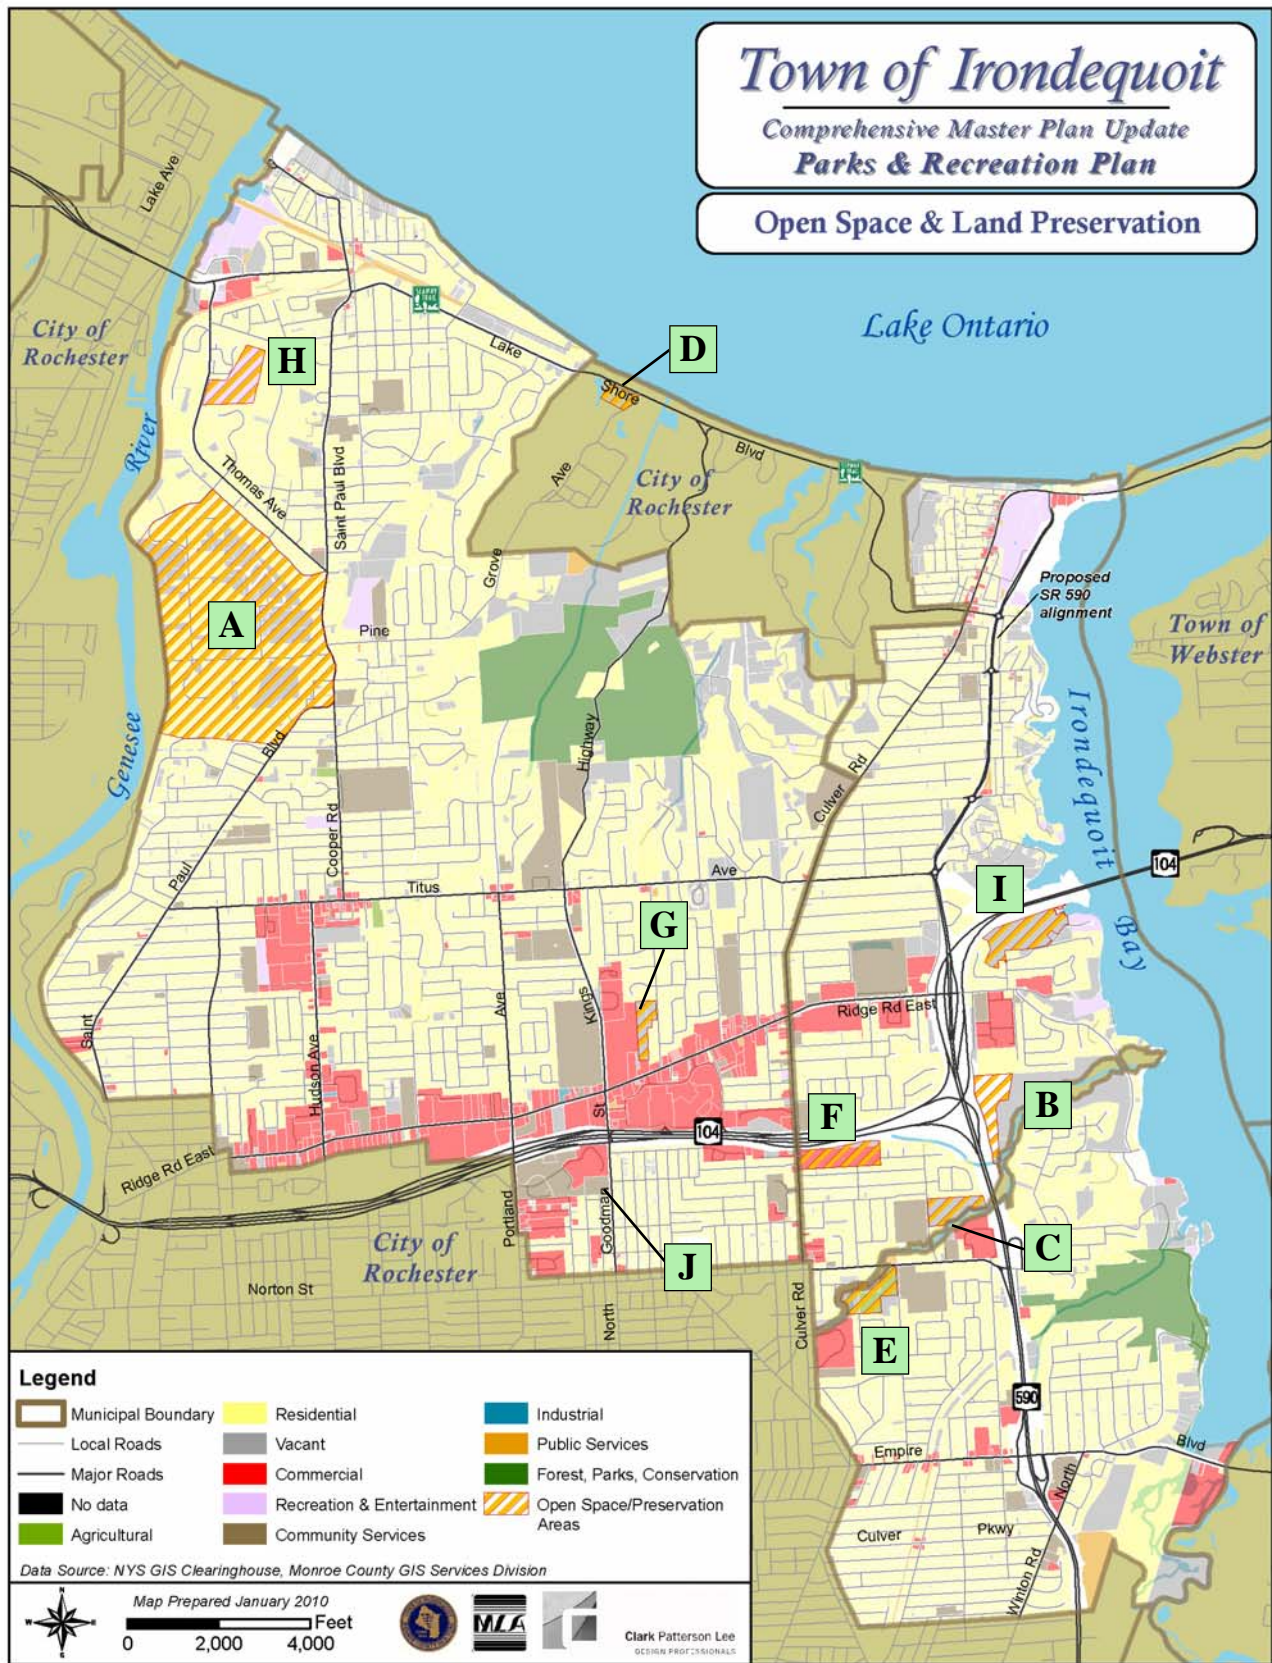 Town of Irondequoit
Comprehensive Master Plan Update
Parks & Recreation Plan
Open Space & Land Preservation
Lake Ave
City of
Rochester
Lake Ontario
H
D
Lake
Shore
Blvd
River
Thomas Ave
Saint Paul Blvd
Ave
City of
Rochester
Grove
A
Pine
Proposed
SR 590
alignment
Town of
Webster
Genesee
Blvd
Highway
Irondequoit
Culver
Rd
Cooper Rd
Paul
Titus
Ave
104
I
G
Bay
Saint
Hudson Ave
Ave
Kings
Ridge Rd East
St
104
F
B
Ridge Rd East
Portland
Goodman
City of
Rochester
J
C
Norton St
North
Culver Rd
E
590
Empire
Blvd
North
Culver
Pkwy
Winton Rd
Legend
Municipal Boundary
Local Roads
Major Roads
No data
Agricultural
Residential
Vacant
Commercial
Recreation & Entertainment
Community Services
Industrial
Public Services
Forest, Parks, Conservation
Open Space/Preservation
Areas
Data Source: NYS GIS Clearinghouse, Monroe County GIS Services Division
N
W
E
S
Map Prepared January 2010
Feet
0 2,000 4,000
MLA
Clark Patterson Lee
DESIGN PROFESSIONALS